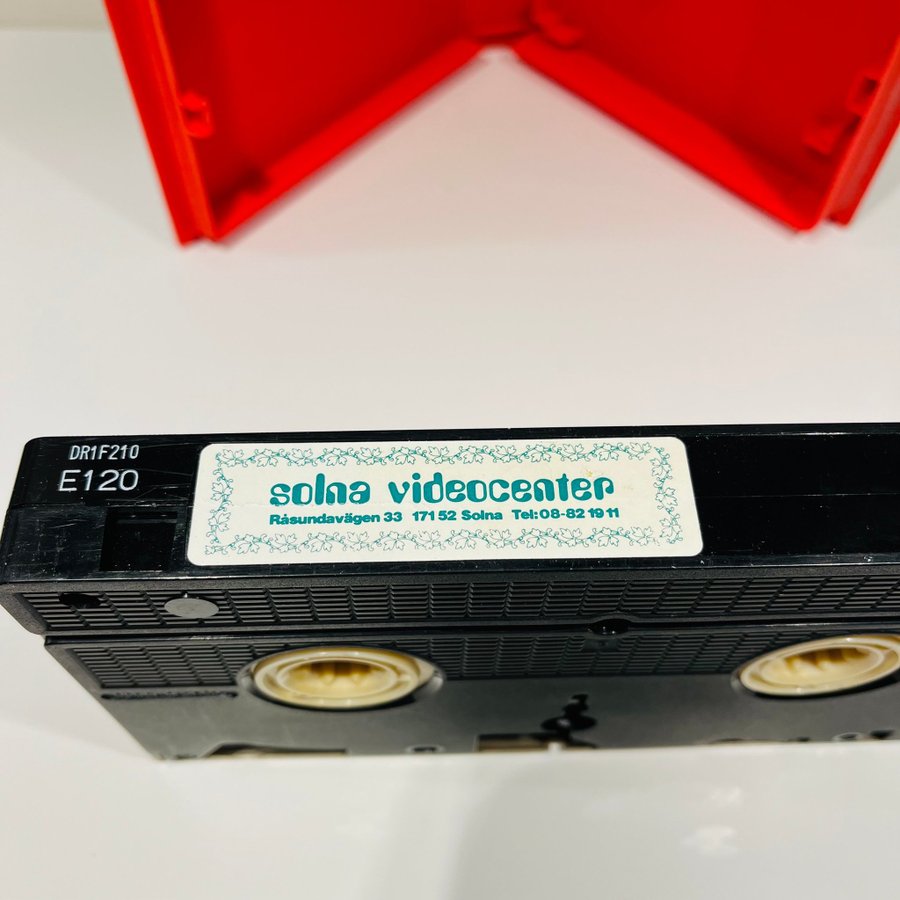 DR1F210
E120
solna videocenter
Råsundavägen 33 171 52 Solna Tel: 08-82 19 11